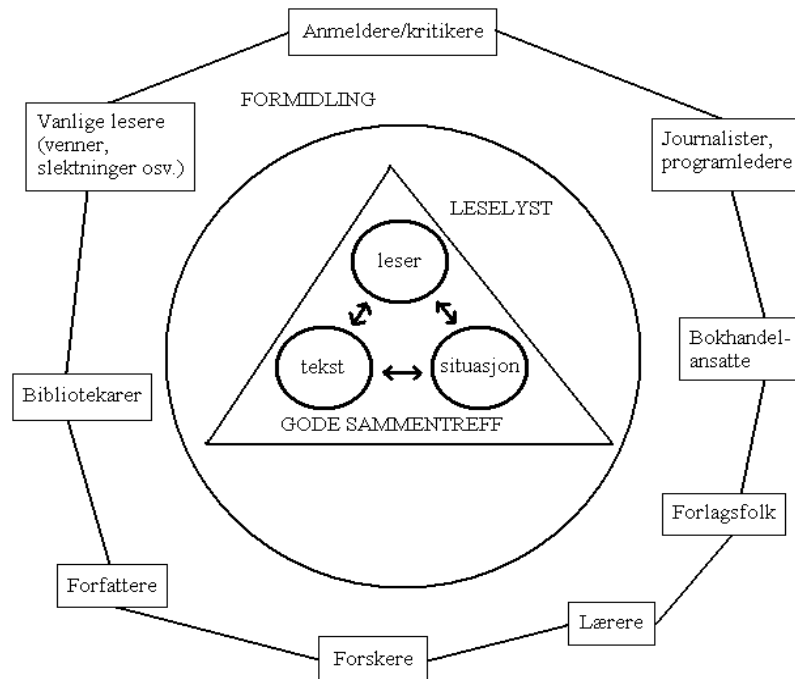 Anmeldere/kritikere
FORMIDLING
Vanlige lesere
(venner,
slektninger osv.)
Journalister,
programledere
LESELYST
leser
tekst
situasjon
GODE SAMMENTREFF
Bokhandel-
ansatte
Bibliotekarer
Forlagsfolk
Forfattere
Lærere
Forskere